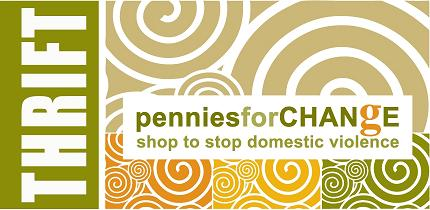 THRIFT
penniesforCHANgE
shop to stop domestic violence